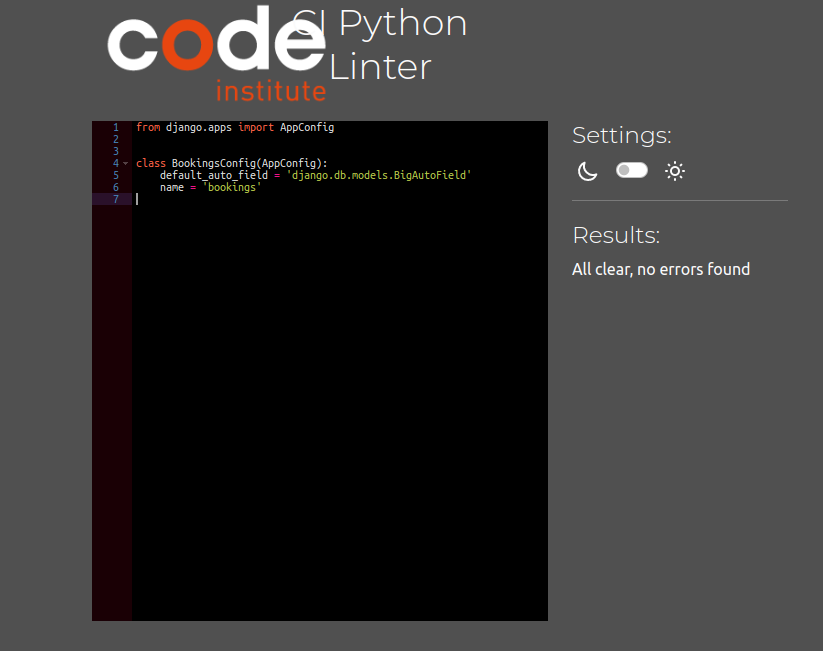 code
institute
CI Python
Linter
1 from django.apps import AppConfig
2
3
4 class BookingsConfig(AppConfig):
5     default_auto_field = 'django.db.models.BigAutoField'
6     name = 'bookings'
7
Settings:
Results:
All clear, no errors found